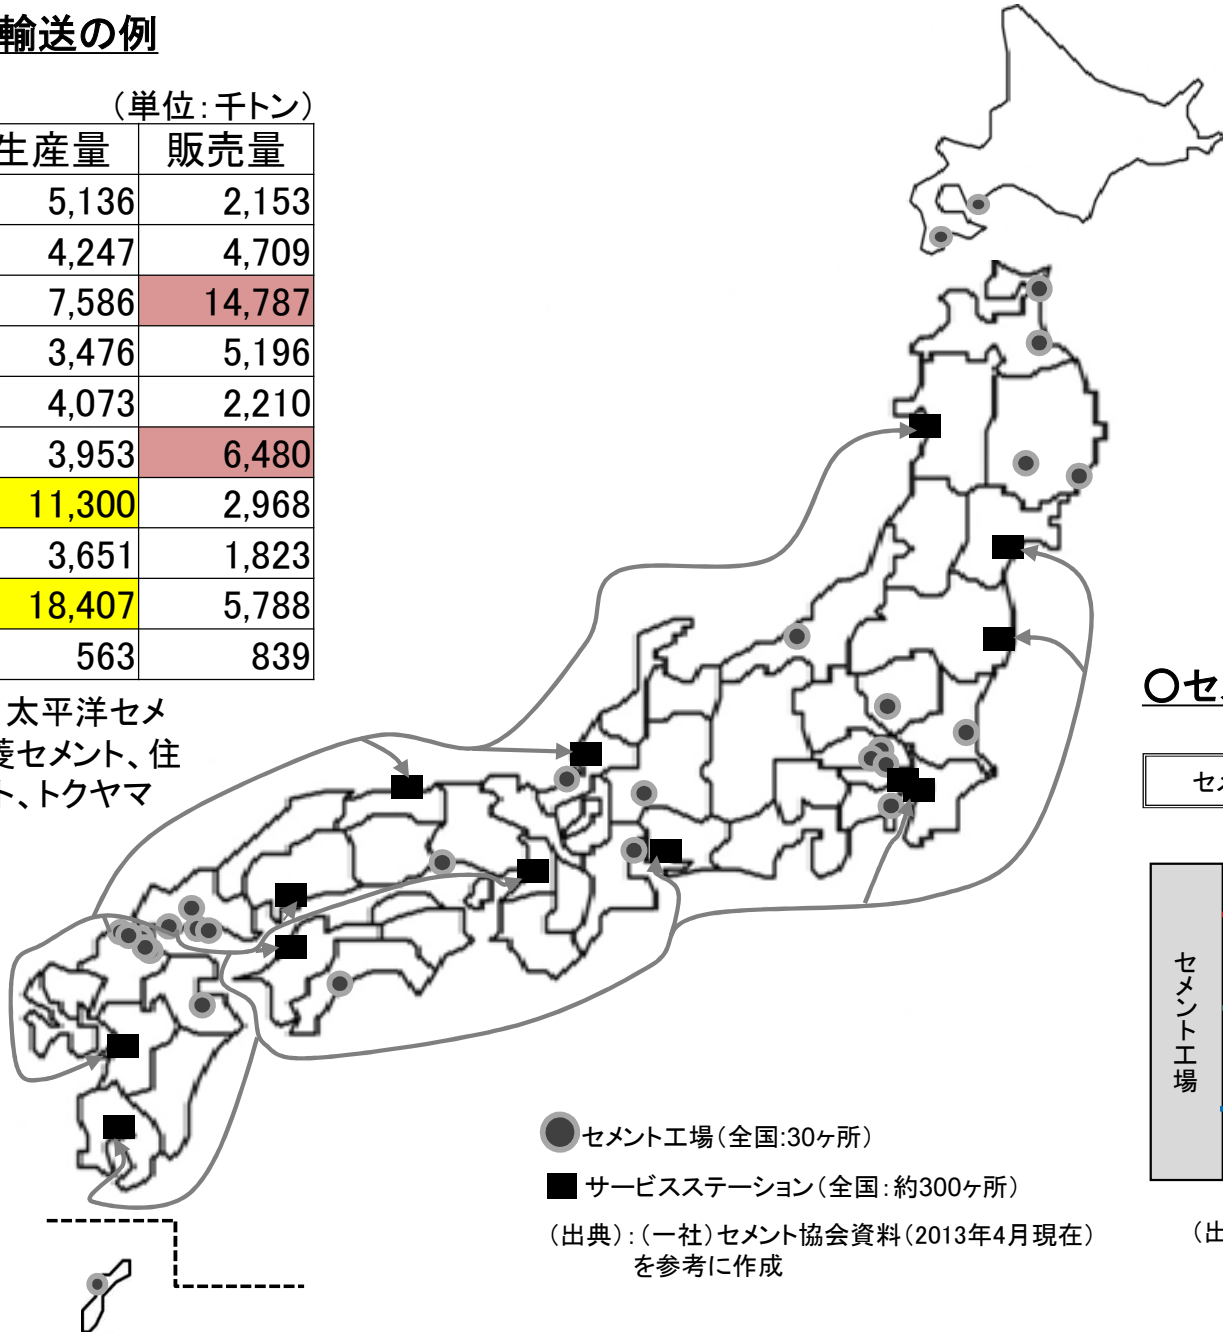 輸送の例
（単位：千トン）
生産量 販売量
5,136 2,153
4,247 4,709
7,586 14,787
3,476 5,196
4,073 2,210
3,953 6,480
11,300 2,968
3,651 1,823
18,407 5,788
563 839
太平洋セメ
菱セメント、住
ト、トクヤマ
〇セ
セメ
セメント工場
セメント工場（全国：30ヶ所）
サービスステーション（全国：約300ヶ所）
（出典）：（一社）セメント協会資料（2013年4月現在）
を参考に作成
（出